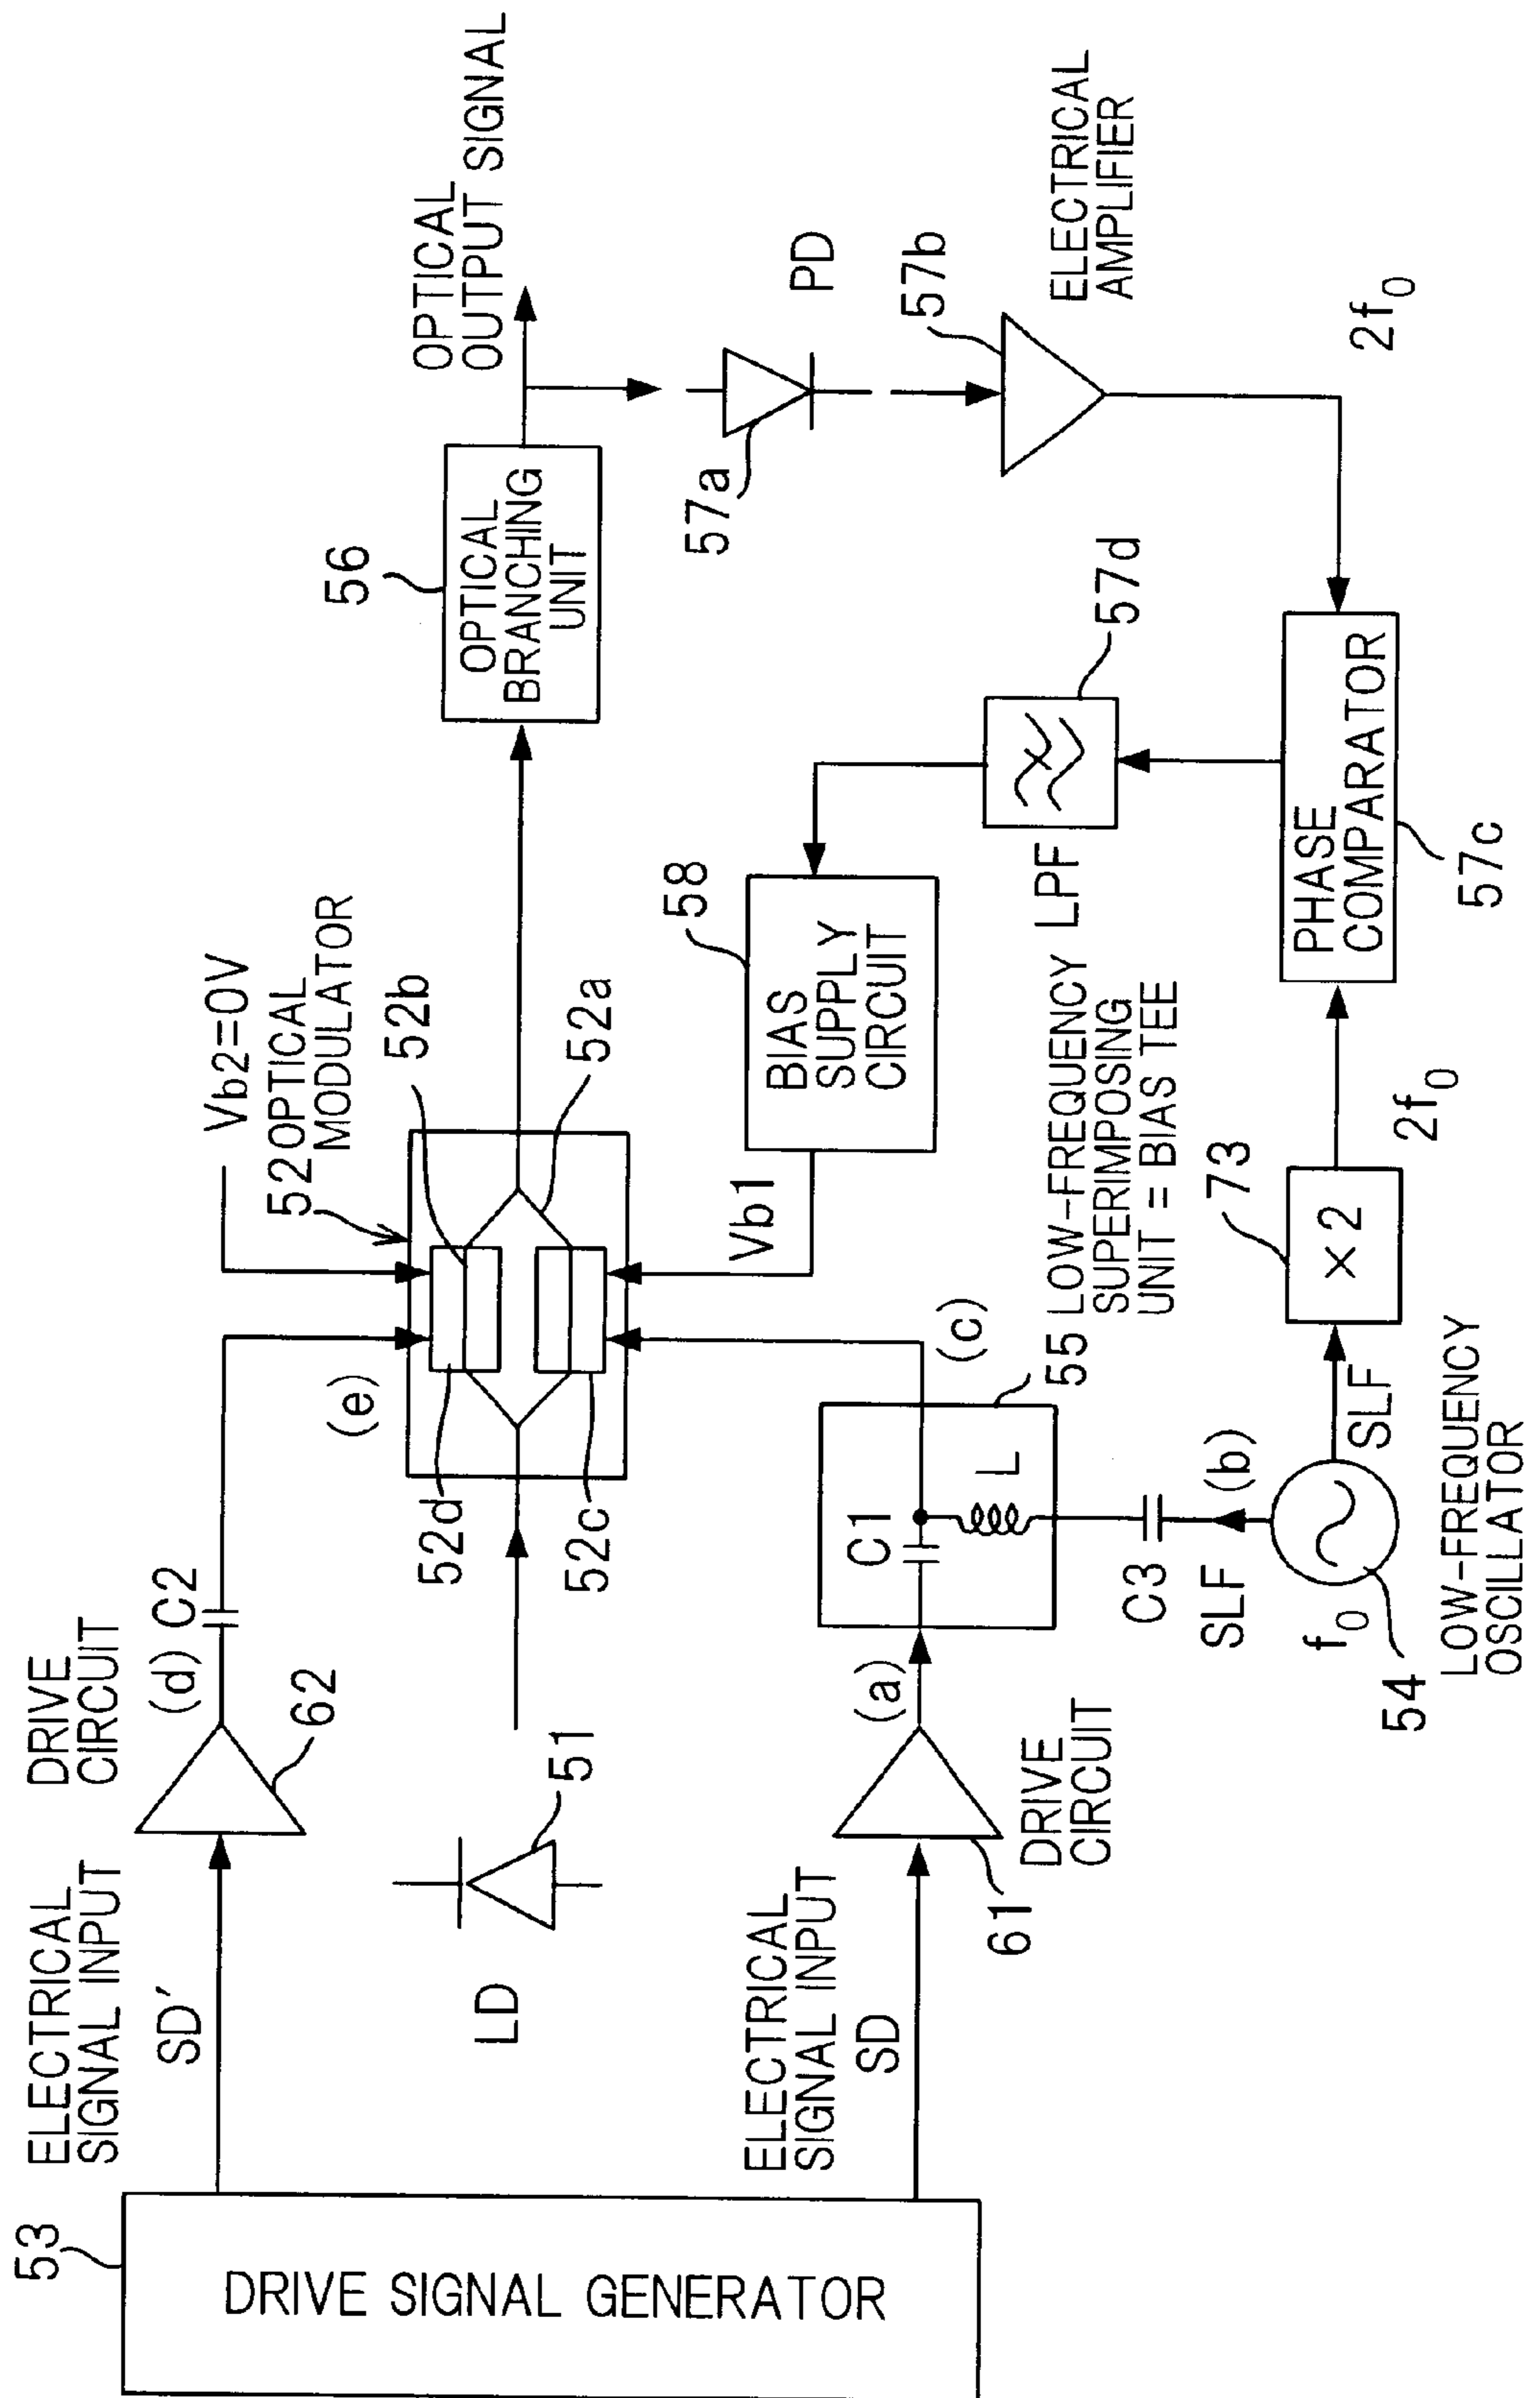 53
DRIVE SIGNAL GENERATOR
ELECTRICAL
SIGNAL INPUT
SD'
DRIVE
CIRCUIT
62
(d)
C2
(e)
Vb2=0V
52 OPTICAL
MODULATOR
52b
52a
52d
52c
LD
51
56
OPTICAL
BRANCHING
UNIT
OPTICAL
OUTPUT SIGNAL
57a
PD
57b
ELECTRICAL
AMPLIFIER
2f0
ELECTRICAL
SIGNAL INPUT
SD
61
DRIVE
CIRCUIT
(a)
C1
L
(c)
55 LOW-FREQUENCY
SUPERIMPOSING
UNIT = BIAS TEE
Vb1
58
BIAS
SUPPLY
CIRCUIT
LPF
57d
C3
SLF
(b)
f0
54
LOW-FREQUENCY
OSCILLATOR
SLF
73
×2
2f0
PHASE
COMPARATOR
57c